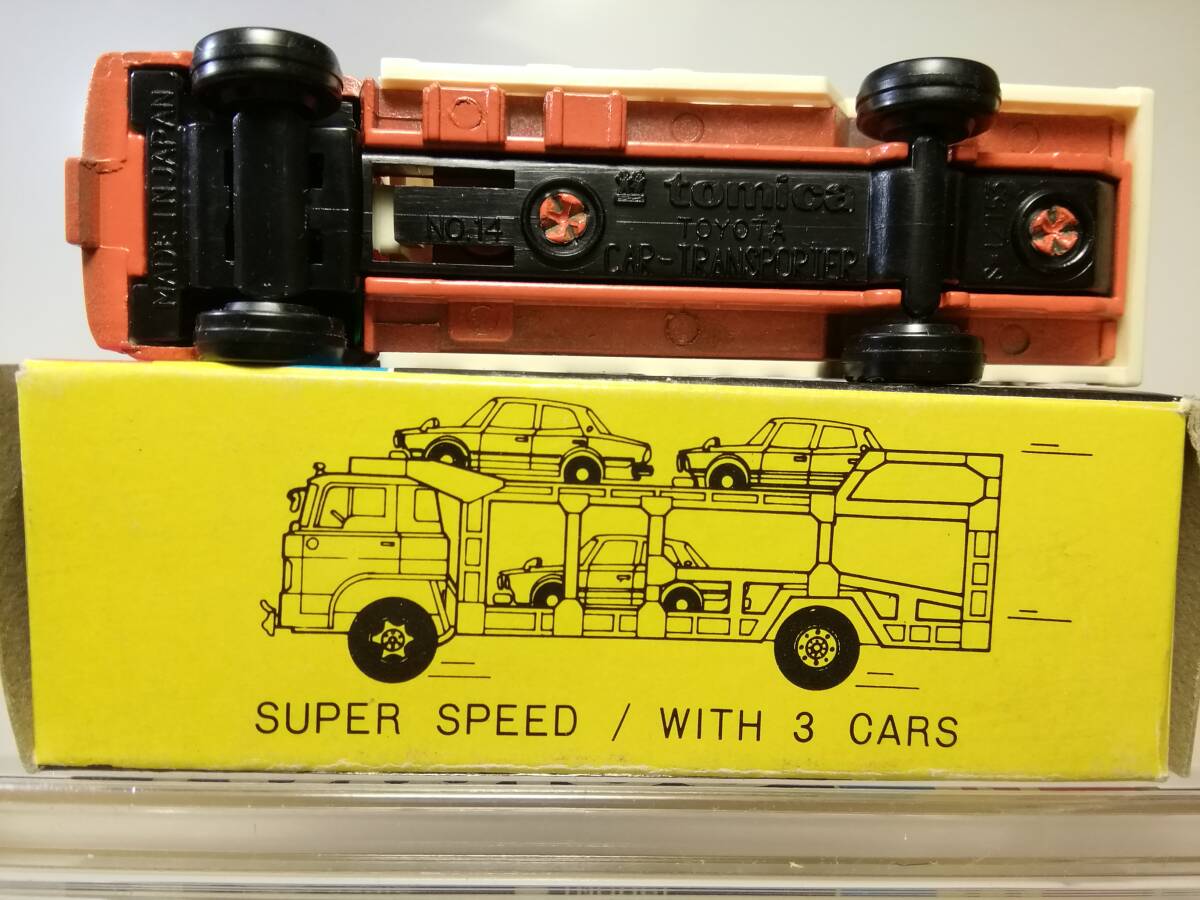 MADE IN JAPAN
tomica
NO.14
TOYOTA
CAR-TRANSPORTER
SUPER SPEED / WITH 3 CARS